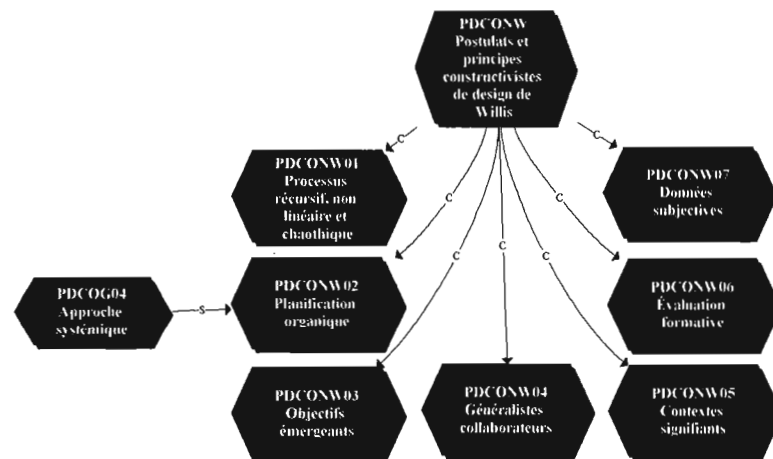 PDCONW
Postulats et
principes
constructivistes
de design de
Willis
C
C
PDCONW01
Processus
récursif, non
linéaire et
chaothique
PDCONW07
Données
subjectives
C
C
C
C
C
PDCOG04
Approche
systémique
S
PDCONW02
Planification
organique
PDCONW06
Évaluation
formative
PDCONW03
Objectifs
émergeants
PDCONW04
Généralistes
collaborateurs
PDCONW05
Contextes
signifiants